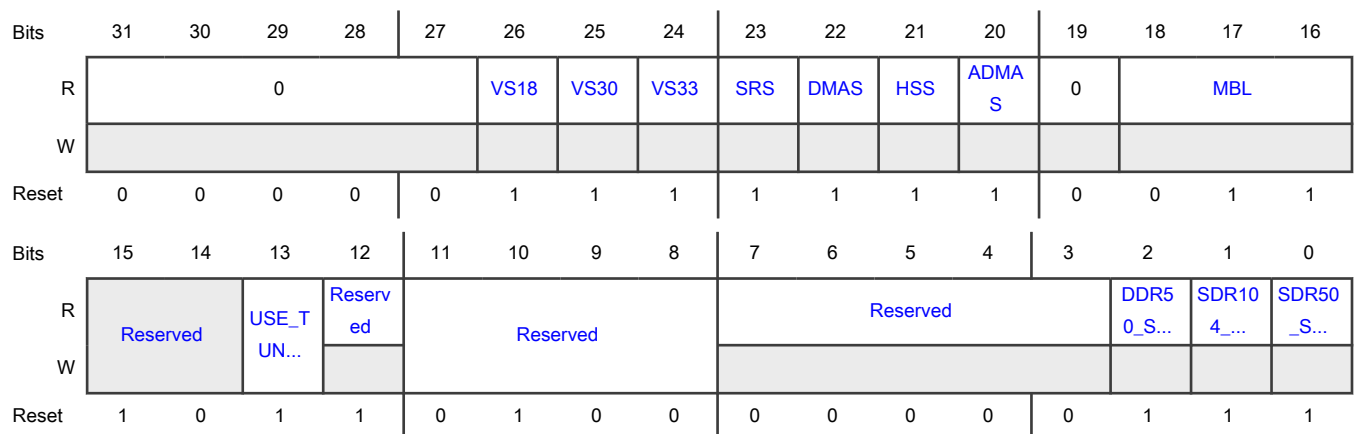 Bits 31 30 29 28 27 26 25 24 23 22 21 20 19 18 17 16
R 0 VS18 VS30 VS33 SRS DMAS HSS ADMA 0 MBL
S
W
Reset 0 0 0 0 0 1 1 1 1 1 1 1 0 0 1 1
Bits 15 14 13 12 11 10 9 8 7 6 5 4 3 2 1 0
R Reserved USE_T Reserv Reserved Reserved DDR5 SDR10 SDR50
UN... ed 0_S... 4_... _S...
W
Reset 1 0 1 1 0 1 0 0 0 0 0 0 0 1 1 1